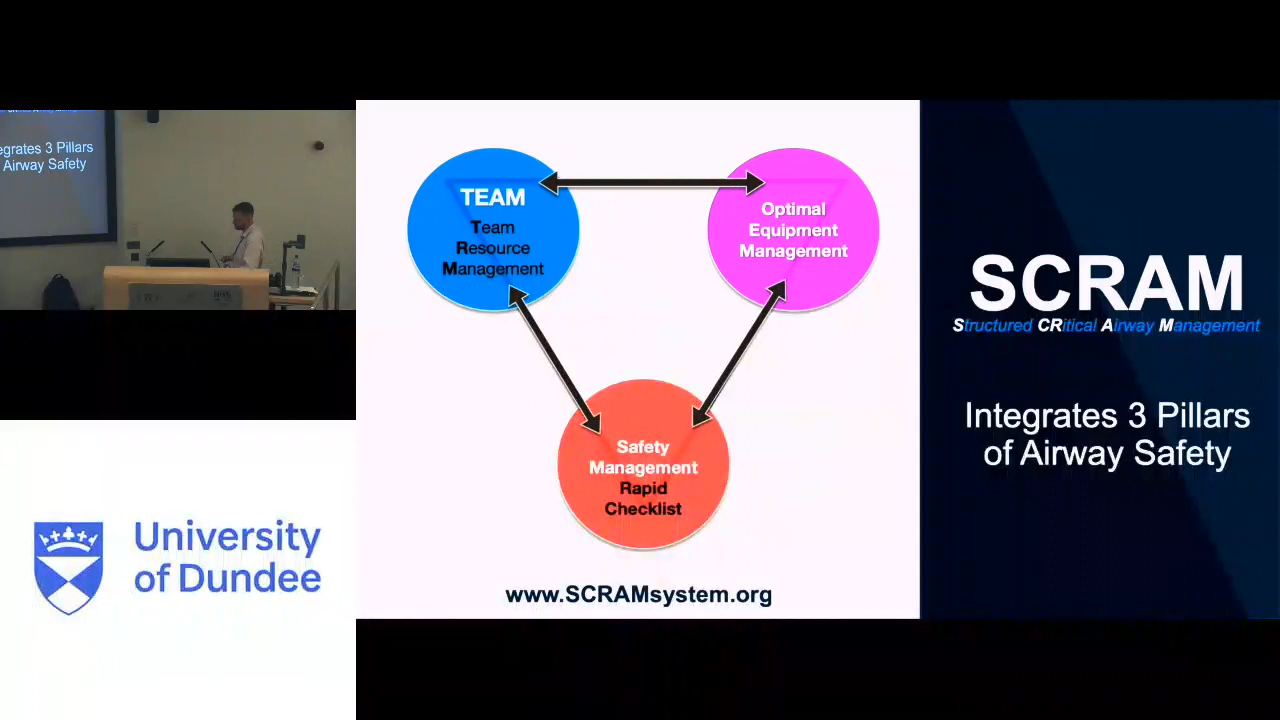 egrates 3 Pillars
Airway Safety
TEAM
Team
Resource
Management
Optimal
Equipment
Management
Safety
Management
Rapid
Checklist
www.SCRAMsystem.org
SCRAM
Structured CRitical Airway Management
Integrates 3 Pillars
of Airway Safety
University
of Dundee